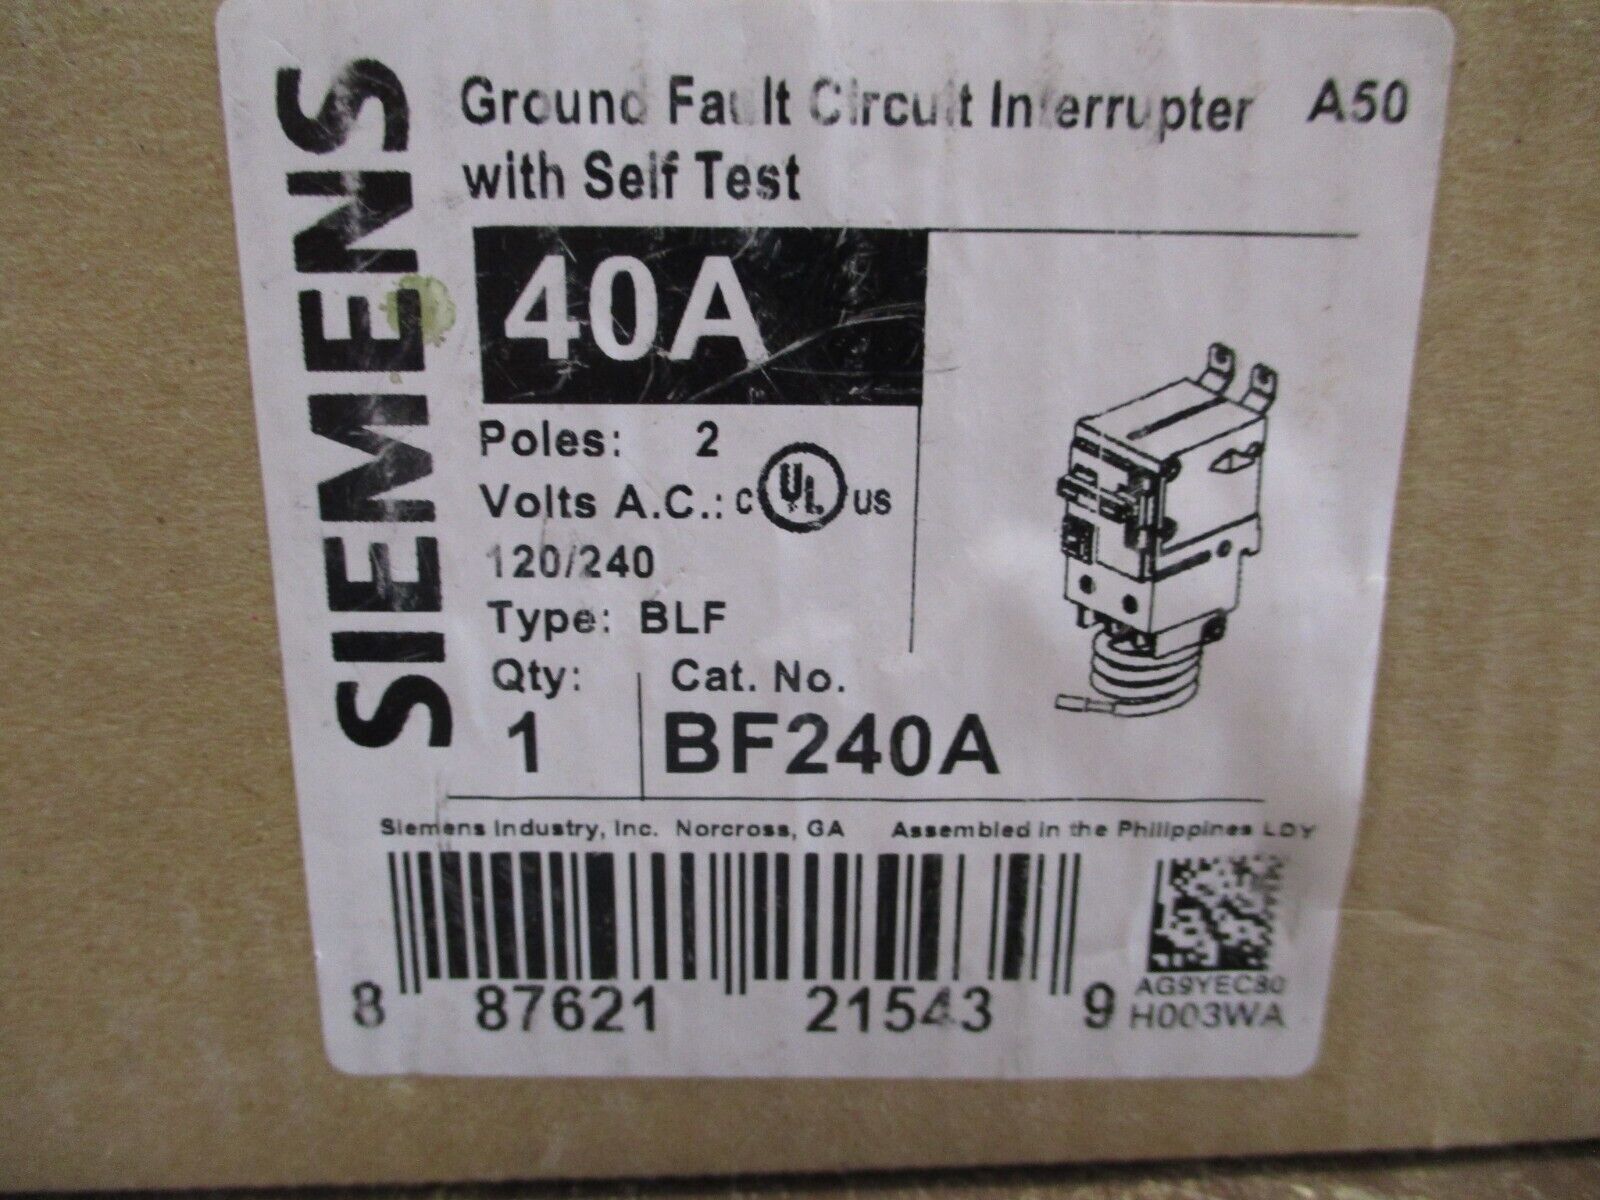 SIEMENS
Ground Fault Circuit Interrupter A50
with Self Test
40A
Poles: 2
Volts A.C.: C UL US
120/240
Type: BLF
Qty: Cat. No.
1 BF240A
Siemens Industry, Inc. Norcross, GA Assembled in the Philippines LDY
8 87621 21543 9
AG9YEC80
H003WA